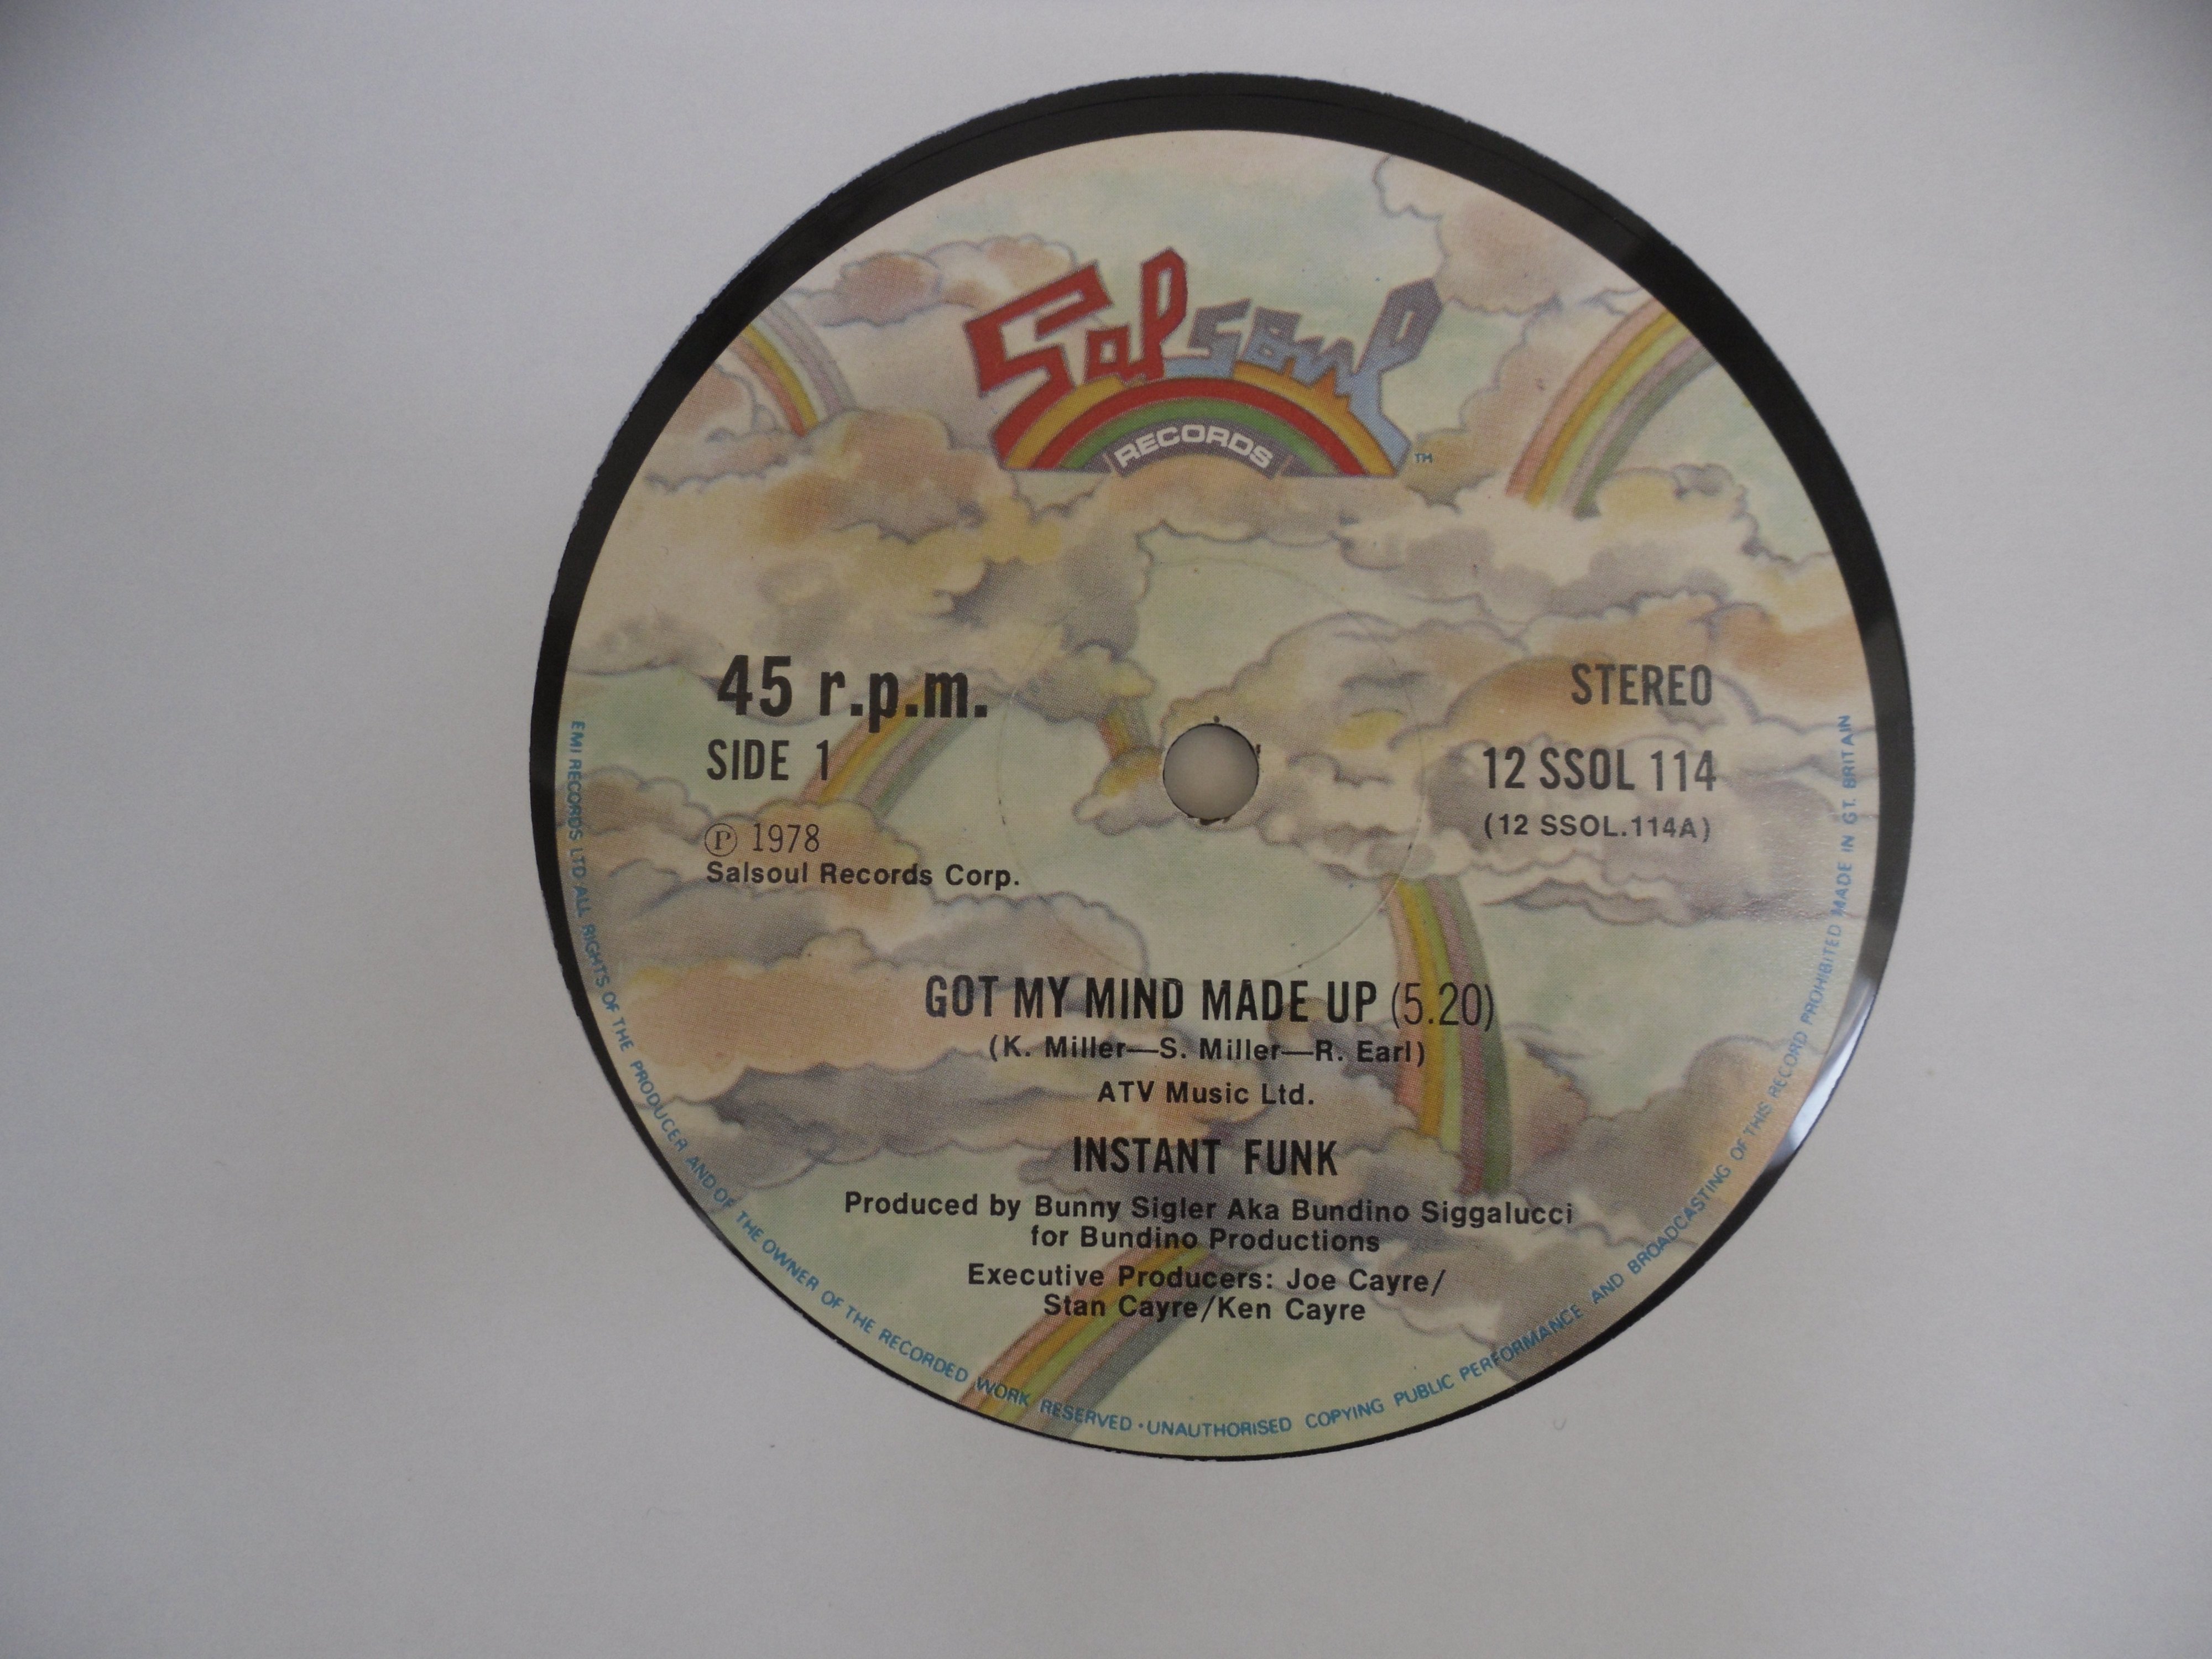 Salsoul
RECORDS
TM
45 r.p.m.
STEREO
SIDE 1
12 SSOL 114
(12 SSOL.114A)
℗ 1978
Salsoul Records Corp.
GOT MY MIND MADE UP (5.20)
(K. Miller—S. Miller—R. Earl)
ATV Music Ltd.
INSTANT FUNK
Produced by Bunny Sigler Aka Bundino Siggalucci
for Bundino Productions
Executive Producers: Joe Cayre/
Stan Cayre/Ken Cayre
EMI RECORDS LTD·ALL RIGHTS OF THE PRODUCER AND/OF THE OWNER OF THE RECORDED WORK RESERVED·UNAUTHORISED COPYING PUBLIC PERFORMANCE AND BROADCASTING OF THIS RECORD PROHIBITED MADE IN GT. BRITAIN